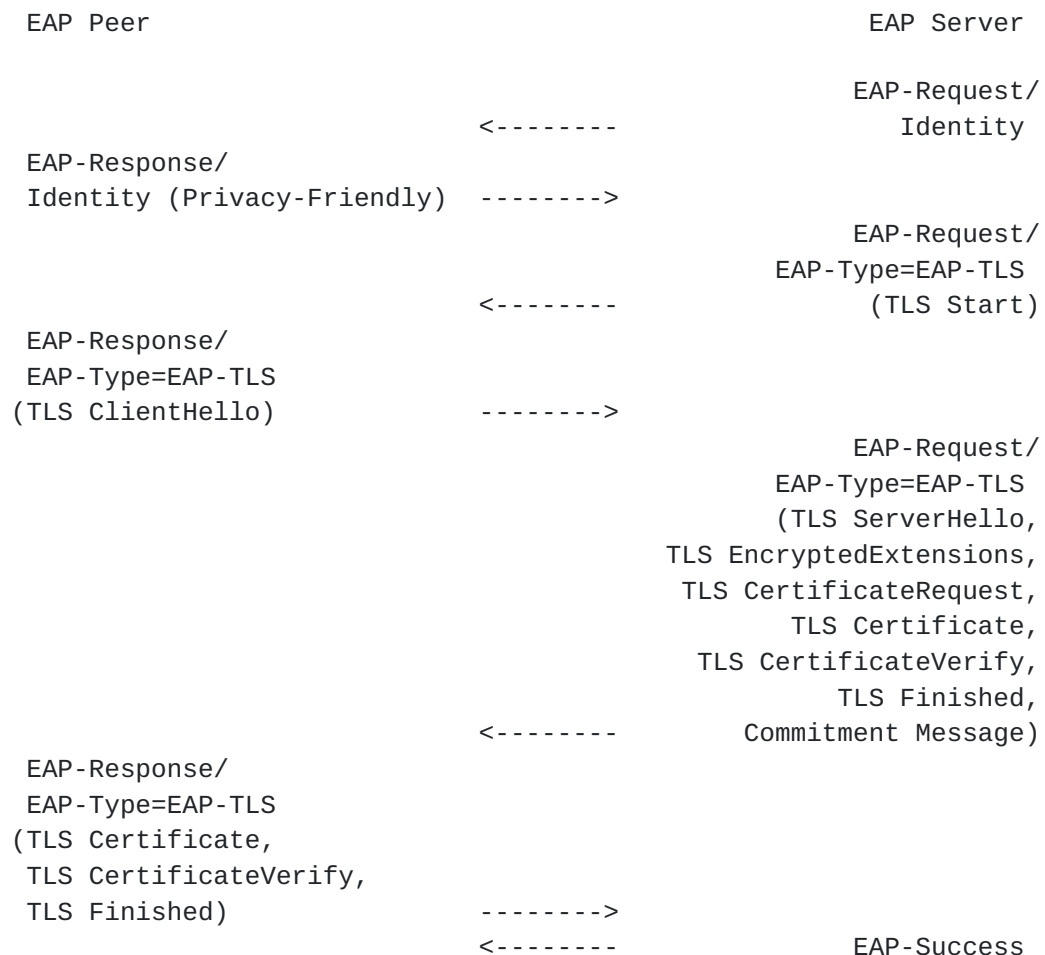 EAP Peer EAP Server
EAP-Request/
<-------- Identity
EAP-Response/
Identity (Privacy-Friendly) -------->
EAP-Request/
EAP-Type=EAP-TLS
<-------- (TLS Start)
EAP-Response/
EAP-Type=EAP-TLS
(TLS ClientHello) -------->
EAP-Request/
EAP-Type=EAP-TLS
(TLS ServerHello,
TLS EncryptedExtensions,
TLS CertificateRequest,
TLS Certificate,
TLS CertificateVerify,
TLS Finished,
<-------- Commitment Message)
EAP-Response/
EAP-Type=EAP-TLS
(TLS Certificate,
TLS CertificateVerify,
TLS Finished) -------->
<-------- EAP-Success